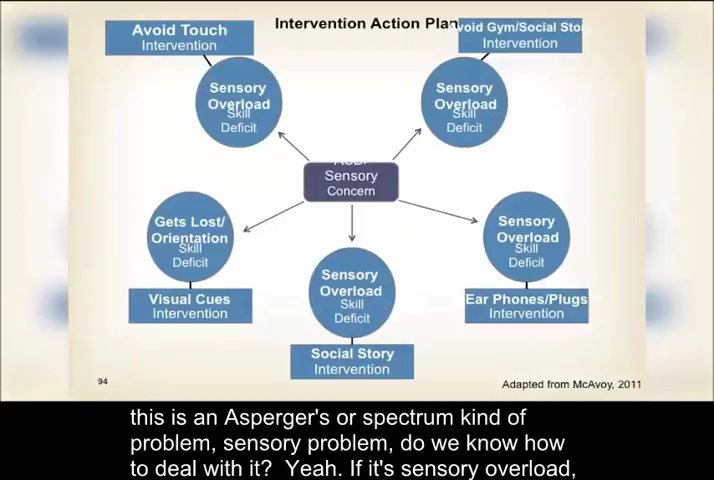 Intervention Action Plan
Avoid Touch
Intervention
void Gym/Social Sto
Intervention
Sensory
Overload
Skill
Deficit
Sensory
Overload
Skill
Deficit
ASD/
Sensory
Concern
Gets Lost/
Orientation
Skill
Deficit
Sensory
Overload
Skill
Deficit
Sensory
Overload
Skill
Deficit
Visual Cues
Intervention
Ear Phones/Plugs
Intervention
Social Story
Intervention
94
Adapted from McAvoy, 2011
this is an Asperger's or spectrum kind of
problem, sensory problem, do we know how
to deal with it? Yeah. If it's sensory overload,